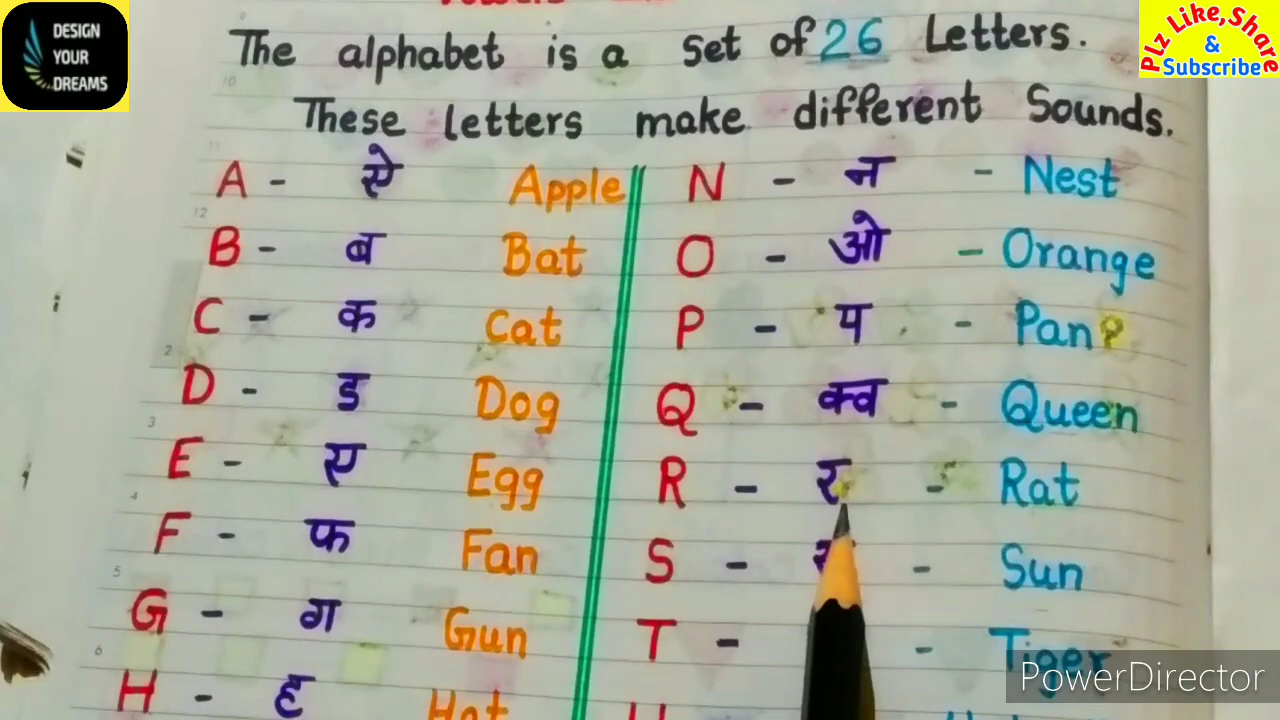 DESIGN
YOUR
DREAMS
Plz Like, Share
&
Subscribe
The alphabet is a set of 26 Letters.
These letters make different Sounds.
A - ऐ Apple N - न - Nest
B - ब Bat O - ओ - Orange
C - क Cat P - प - Pan
D - ड Dog Q - क्व - Queen
E - ए Egg R - र - Rat
F - फ Fan S - - Sun
G - ग Gun T - - Tiger
H - ह Hat
PowerDirector